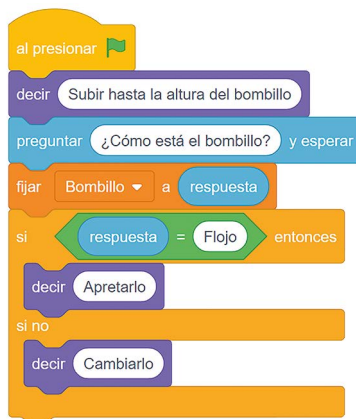 al presionar
decir Subir hasta la altura del bombillo
preguntar ¿Cómo está el bombillo? y esperar
fijar Bombillo a respuesta
si respuesta = Flojo entonces
decir Apretarlo
si no
decir Cambiarlo